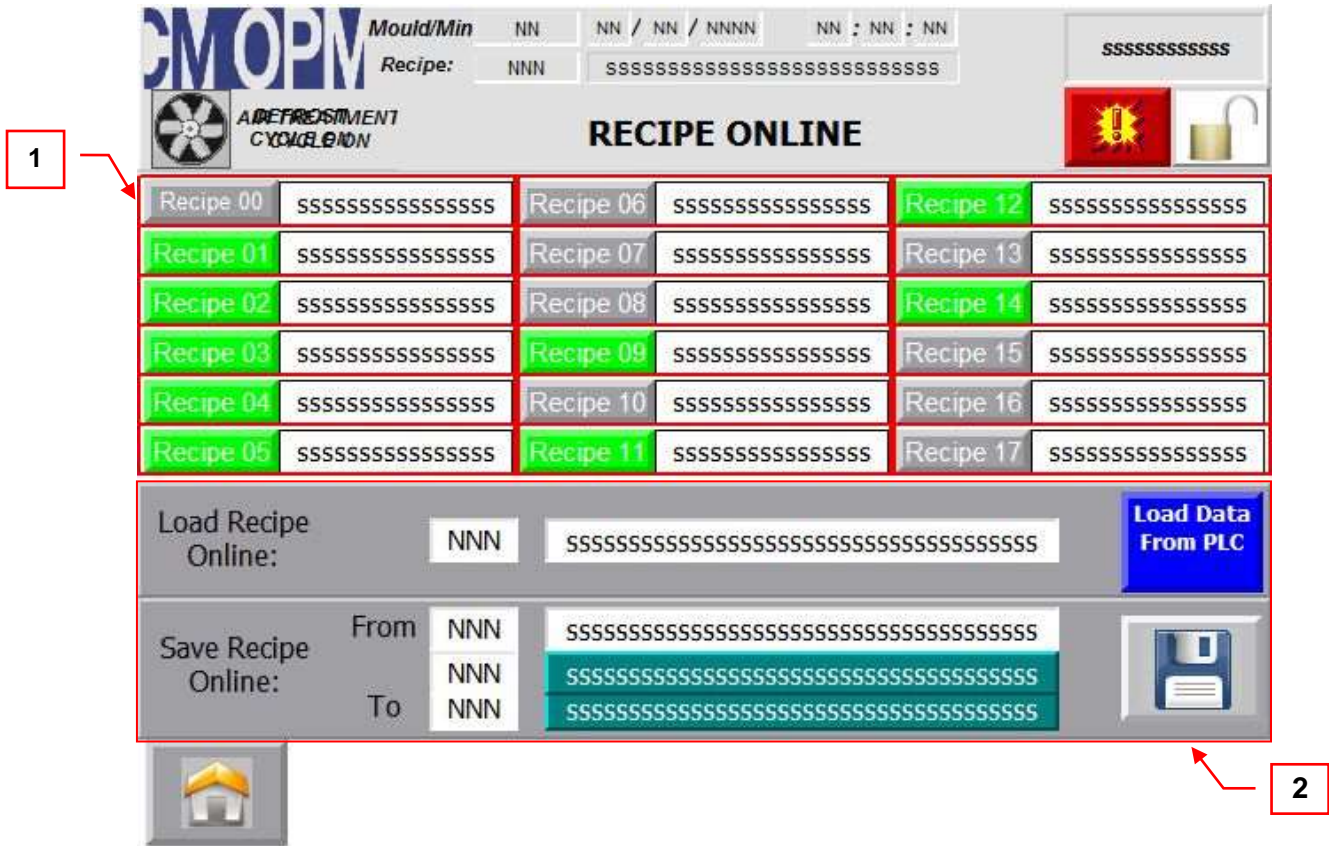 CM OPM
Mould/Min NN NN / NN / NNNN NN : NN : NN
Recipe: NNN SSSSSSSSSSSSSSSSSSSSSSSSSSS
SSSSSSSSSSSS
RECIPE ONLINE
1
Recipe 00 SSSSSSSSSSSSSSSS Recipe 06 SSSSSSSSSSSSSSSS Recipe 12 SSSSSSSSSSSSSSSS
Recipe 01 SSSSSSSSSSSSSSSS Recipe 07 SSSSSSSSSSSSSSSS Recipe 13 SSSSSSSSSSSSSSSS
Recipe 02 SSSSSSSSSSSSSSSS Recipe 08 SSSSSSSSSSSSSSSS Recipe 14 SSSSSSSSSSSSSSSS
Recipe 03 SSSSSSSSSSSSSSSS Recipe 09 SSSSSSSSSSSSSSSS Recipe 15 SSSSSSSSSSSSSSSS
Recipe 04 SSSSSSSSSSSSSSSS Recipe 10 SSSSSSSSSSSSSSSS Recipe 16 SSSSSSSSSSSSSSSS
Recipe 05 SSSSSSSSSSSSSSSS Recipe 11 SSSSSSSSSSSSSSSS Recipe 17 SSSSSSSSSSSSSSSS
Load Recipe
Online:
NNN SSSSSSSSSSSSSSSSSSSSSSSSSSSSSSSSSSSSSS
Load Data
From PLC
Save Recipe
Online:
From NNN SSSSSSSSSSSSSSSSSSSSSSSSSSSSSSSSSSSSSS
NNN SSSSSSSSSSSSSSSSSSSSSSSSSSSSSSSSSSSSSS
To NNN SSSSSSSSSSSSSSSSSSSSSSSSSSSSSSSSSSSSSS
2